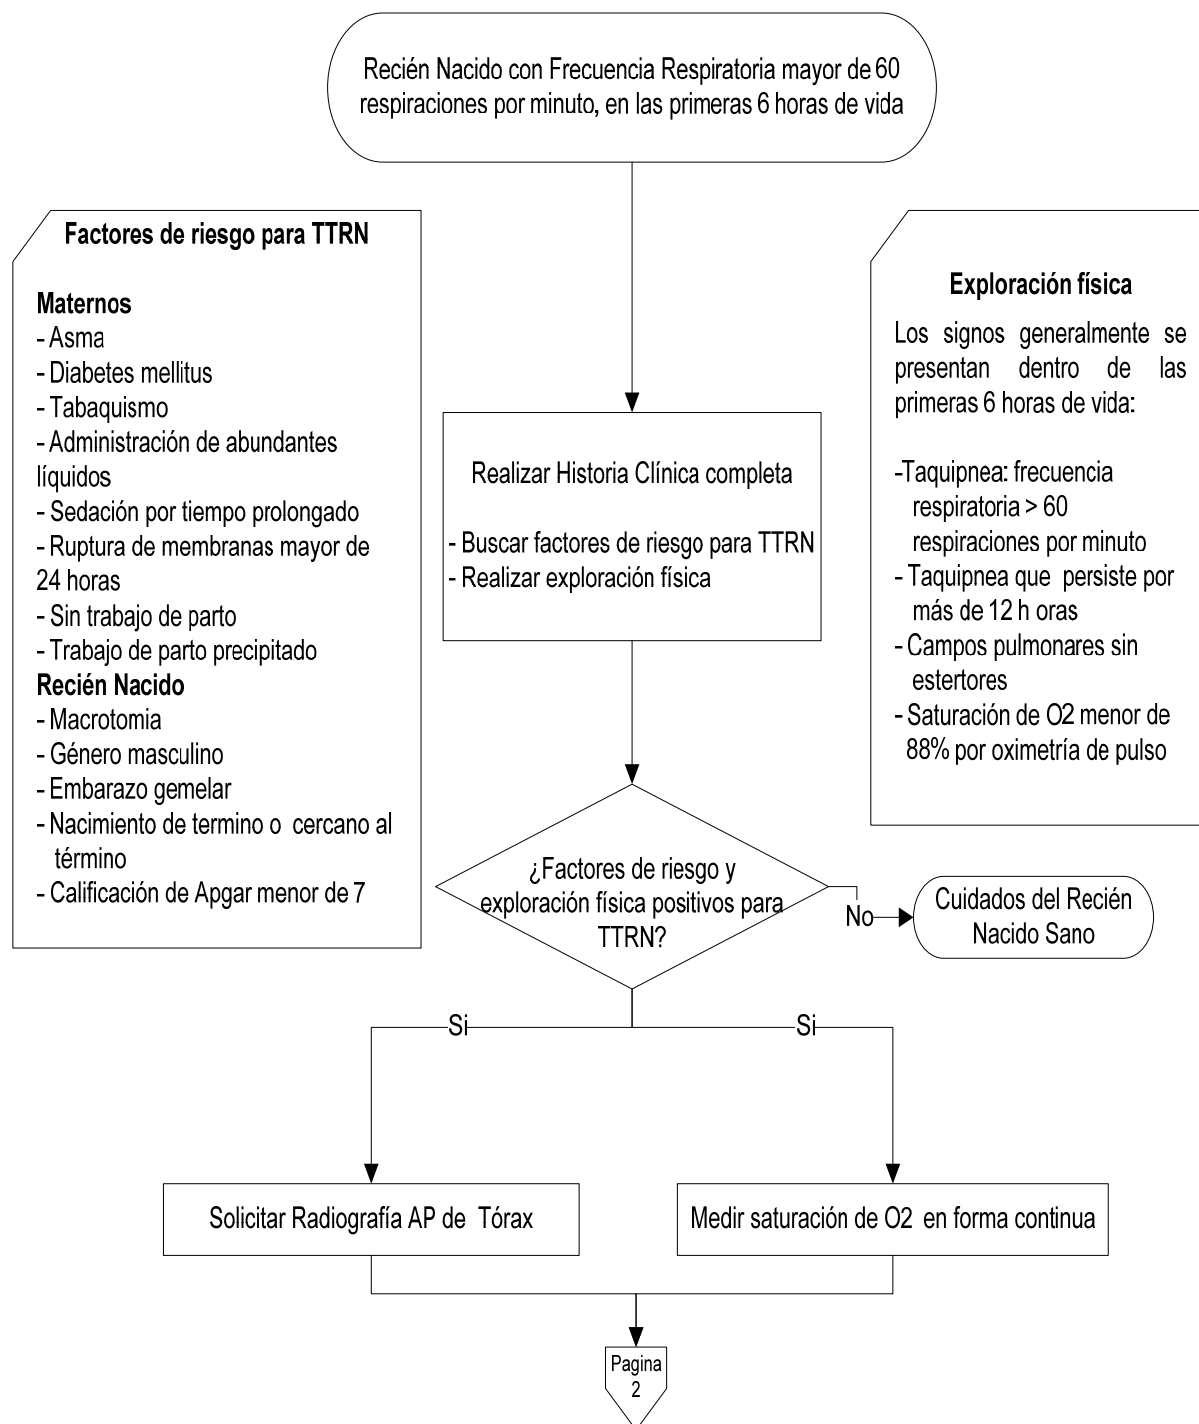 Recién Nacido con Frecuencia Respiratoria mayor de 60
respiraciones por minuto, en las primeras 6 horas de vida
Factores de riesgo para TTRN
Maternos
- Asma
- Diabetes mellitus
- Tabaquismo
- Administración de abundantes
líquidos
- Sedación por tiempo prolongado
- Ruptura de membranas mayor de
24 horas
- Sin trabajo de parto
- Trabajo de parto precipitado
Recién Nacido
- Macrotomia
- Género masculino
- Embarazo gemelar
- Nacimiento de termino o cercano al
término
- Calificación de Apgar menor de 7
Realizar Historia Clínica completa
- Buscar factores de riesgo para TTRN
- Realizar exploración física
Exploración física
Los signos generalmente se
presentan dentro de las
primeras 6 horas de vida:
-Taquipnea: frecuencia
respiratoria > 60
respiraciones por minuto
- Taquipnea que persiste por
más de 12 h oras
- Campos pulmonares sin
estertores
- Saturación de O2 menor de
88% por oximetría de pulso
¿Factores de riesgo y
exploración física positivos para
TTRN?
No
Cuidados del Recién
Nacido Sano
Si
Si
Solicitar Radiografía AP de Tórax
Medir saturación de O2 en forma continua
Pagina
2